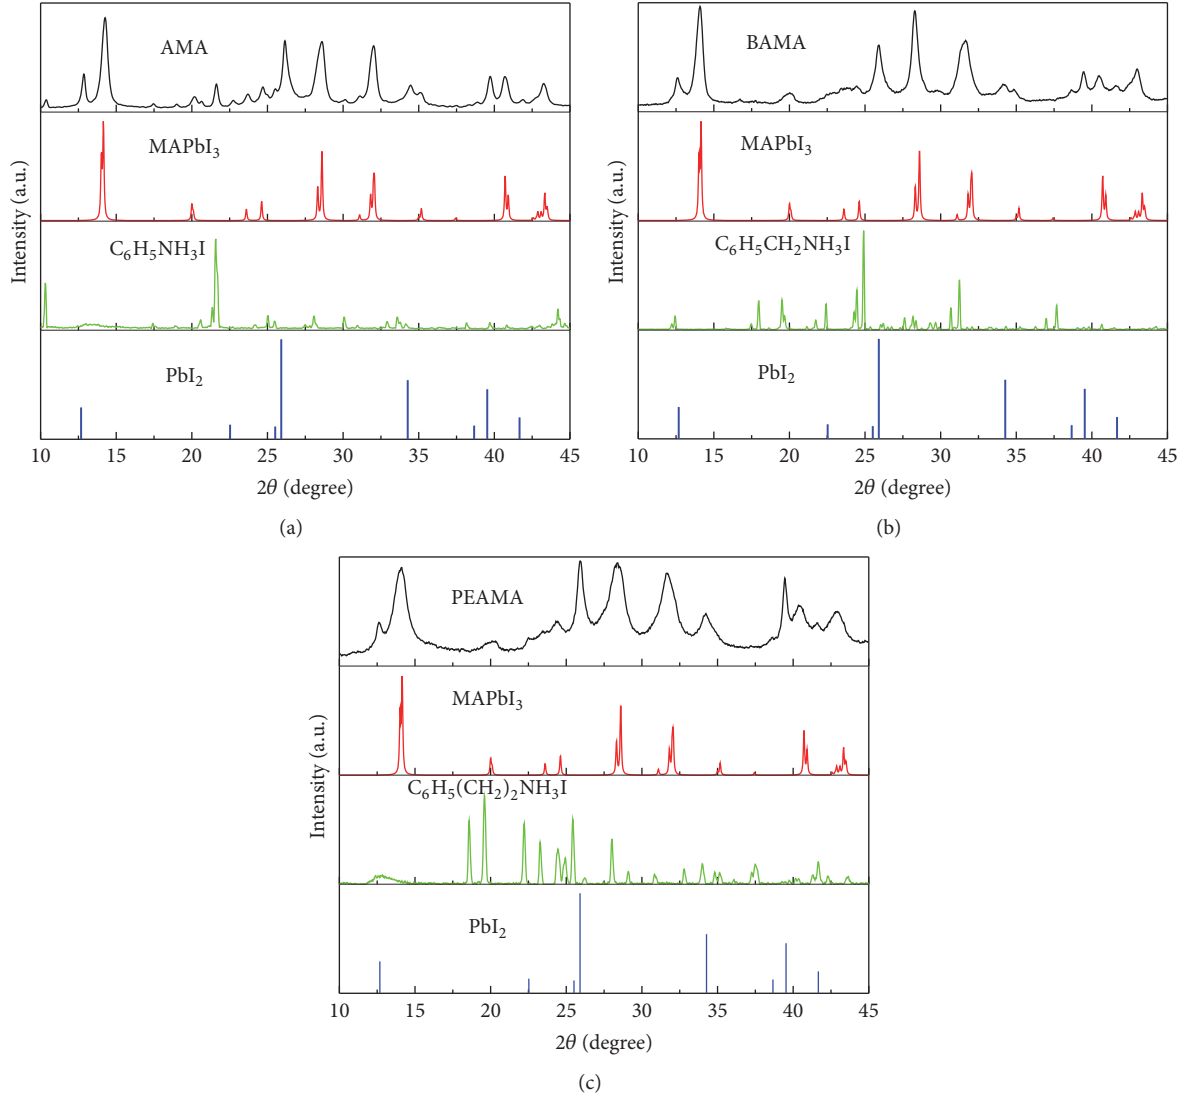 AMA
MAPbI3
C6H5NH3I
PbI2
Intensity (a.u.)
10 15 20 25 30 35 40 45
2θ (degree)
(a)
BAMA
MAPbI3
C6H5CH2NH3I
PbI2
Intensity (a.u.)
10 15 20 25 30 35 40 45
2θ (degree)
(b)
PEAMA
MAPbI3
C6H5(CH2)2NH3I
PbI2
Intensity (a.u.)
10 15 20 25 30 35 40 45
2θ (degree)
(c)